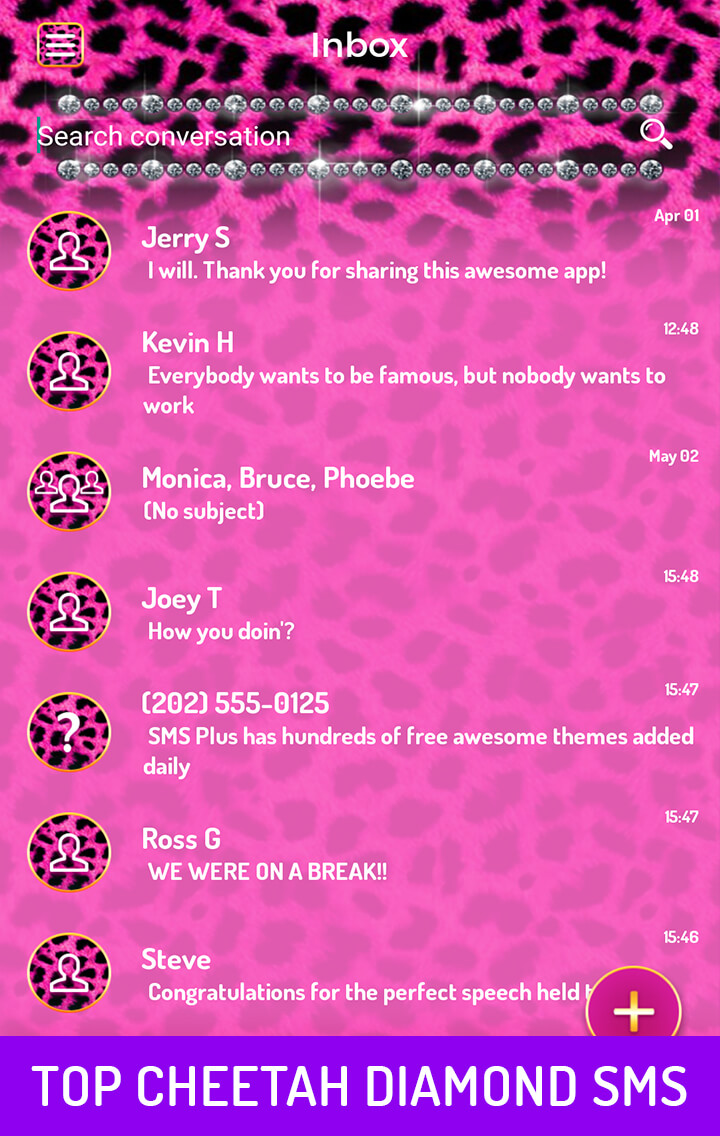 Inbox
Search conversation
Apr 01
Jerry S
I will. Thank you for sharing this awesome app!
12:48
Kevin H
Everybody wants to be famous, but nobody wants to
work
May 02
Monica, Bruce, Phoebe
(No subject)
15:48
Joey T
How you doin'?
15:47
(202) 555-0125
SMS Plus has hundreds of free awesome themes added
daily
?
15:47
Ross G
WE WERE ON A BREAK!!
15:46
Steve
Congratulations for the perfect speech held
TOP CHEETAH DIAMOND SMS